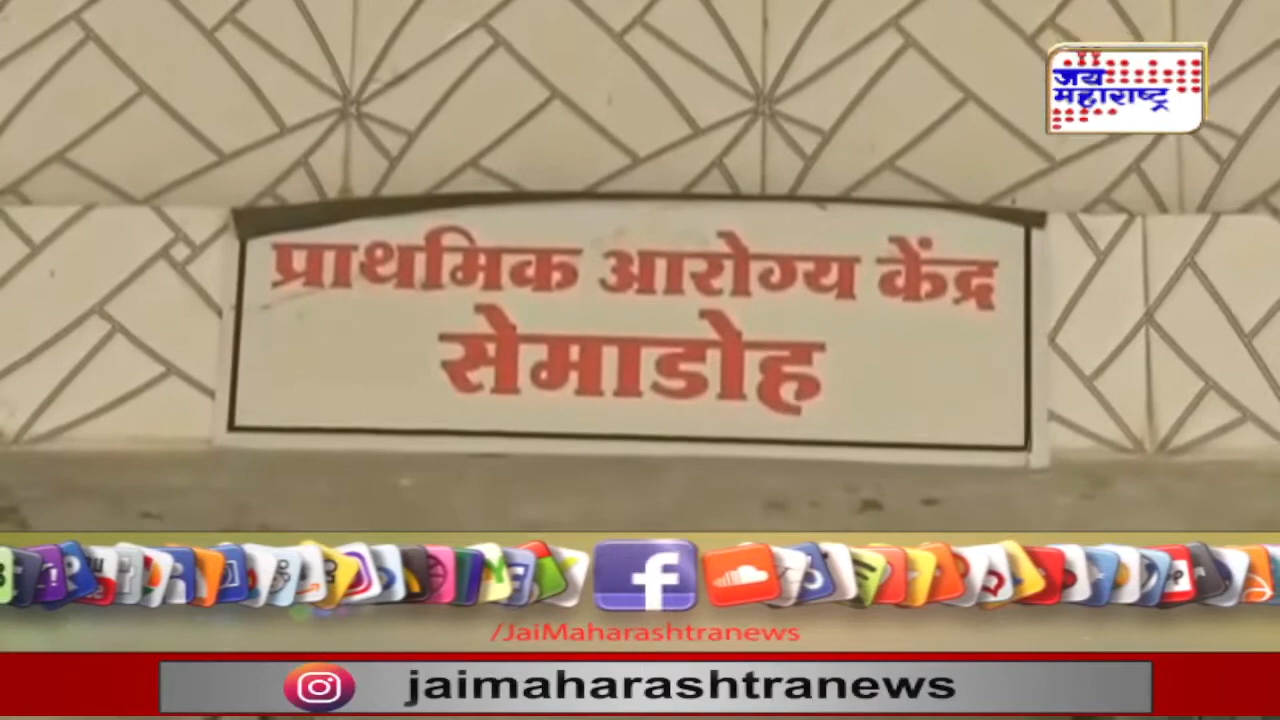 जय
महाराष्ट्र
प्राथमिक आरोग्य केंद्र
सेमाडोह
/JaiMaharashtranews
jaimaharashtranews